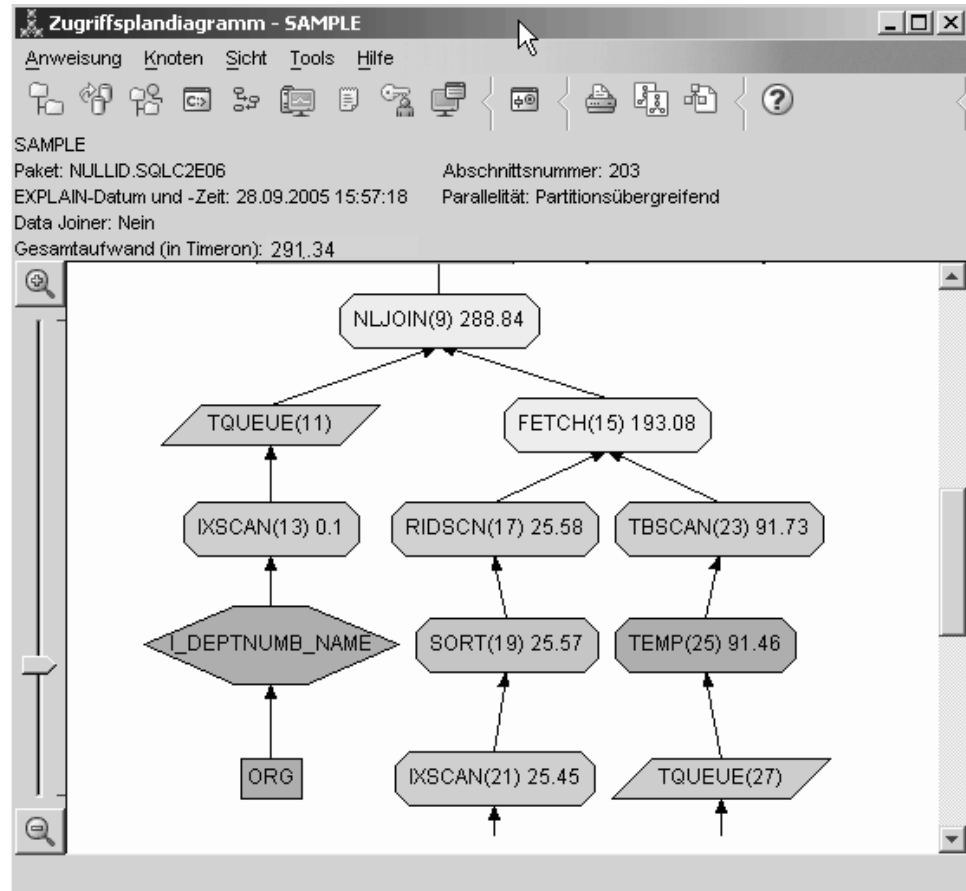 Zugriffsplandiagramm - SAMPLE
Anweisung Knoten Sicht Tools Hilfe
C:>
?
SAMPLE
Paket: NULLID.SQLC2E06 Abschnittsnummer: 203
EXPLAIN-Datum und -Zeit: 28.09.2005 15:57:18 Parallelität: Partitionsübergreifend
Data Joiner: Nein
Gesamtaufwand (in Timeron): 291,.34
NLJOIN(9) 288.84
TQUEUE(11) FETCH(15) 193.08
IXSCAN(13) 0.1 RIDSCN(17) 25.58 TBSCAN(23) 91.73
I_DEPTNUMB_NAME SORT(19) 25.57 TEMP(25) 91.46
ORG IXSCAN(21) 25.45 TQUEUE(27)